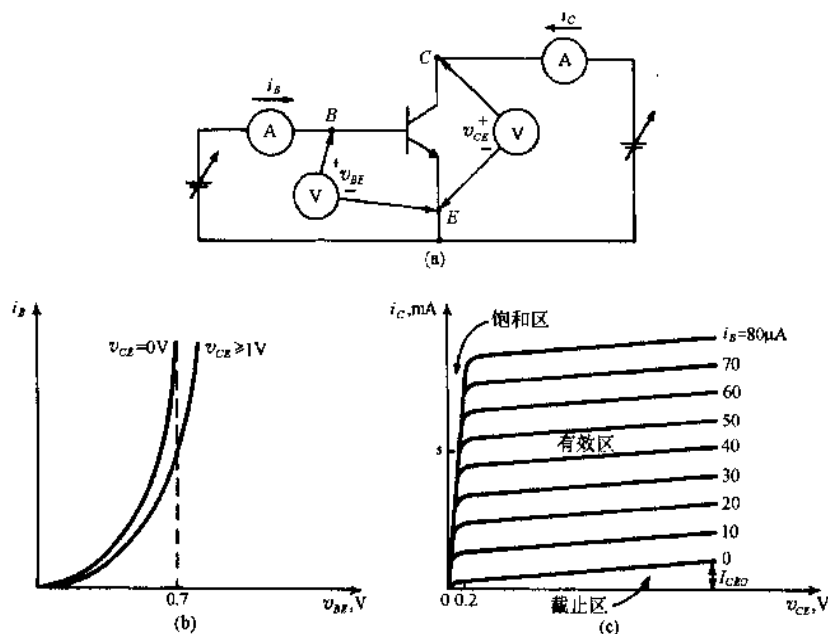 i_C
A
C
i_B
B
A
+
v_CE
−
V
+
v_BE
−
V
E
(a)
i_B
v_CE=0V
v_CE≥1V
0.7
v_BE,V
(b)
i_C,mA
饱和区
i_B=80μA
70
60
50
有效区
40
30
20
10
0
I_CEO
截止区
s
0
0.2
v_CE,V
(c)